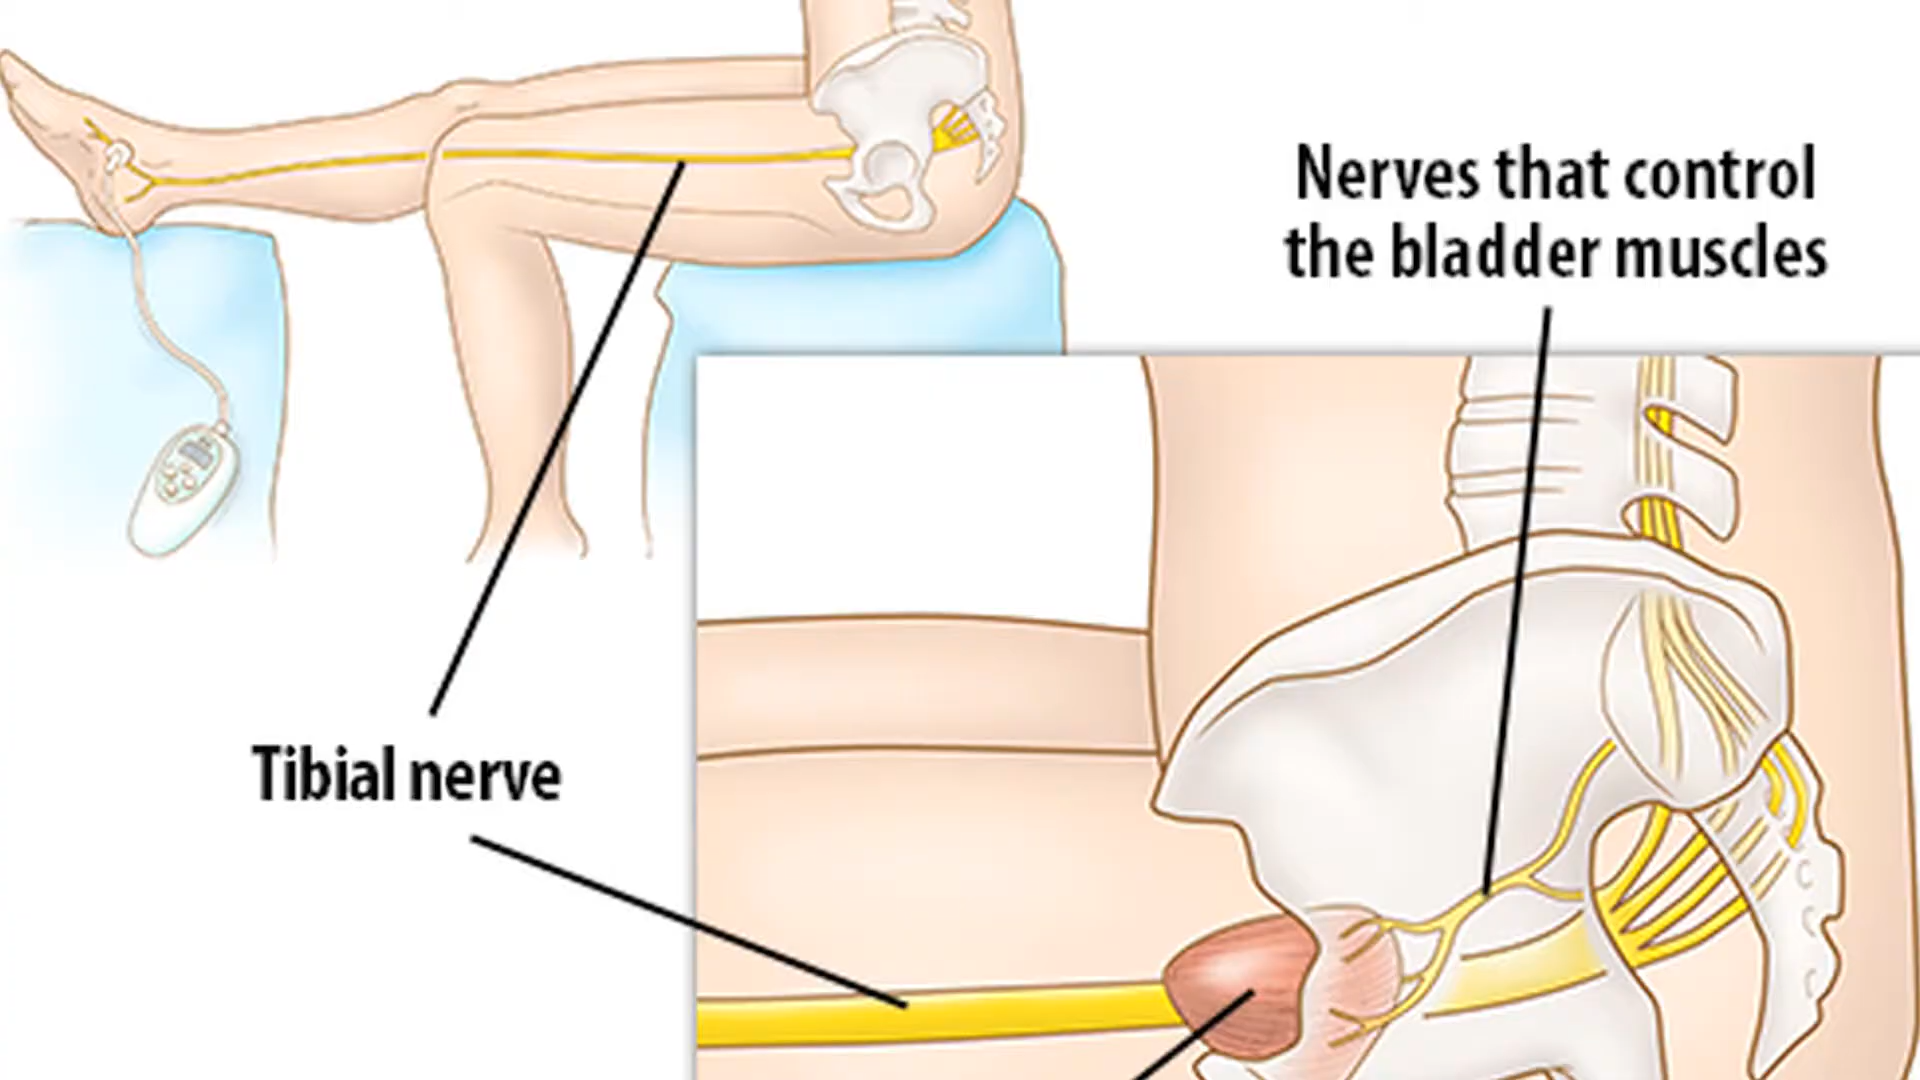 Nerves that control
the bladder muscles
Tibial nerve